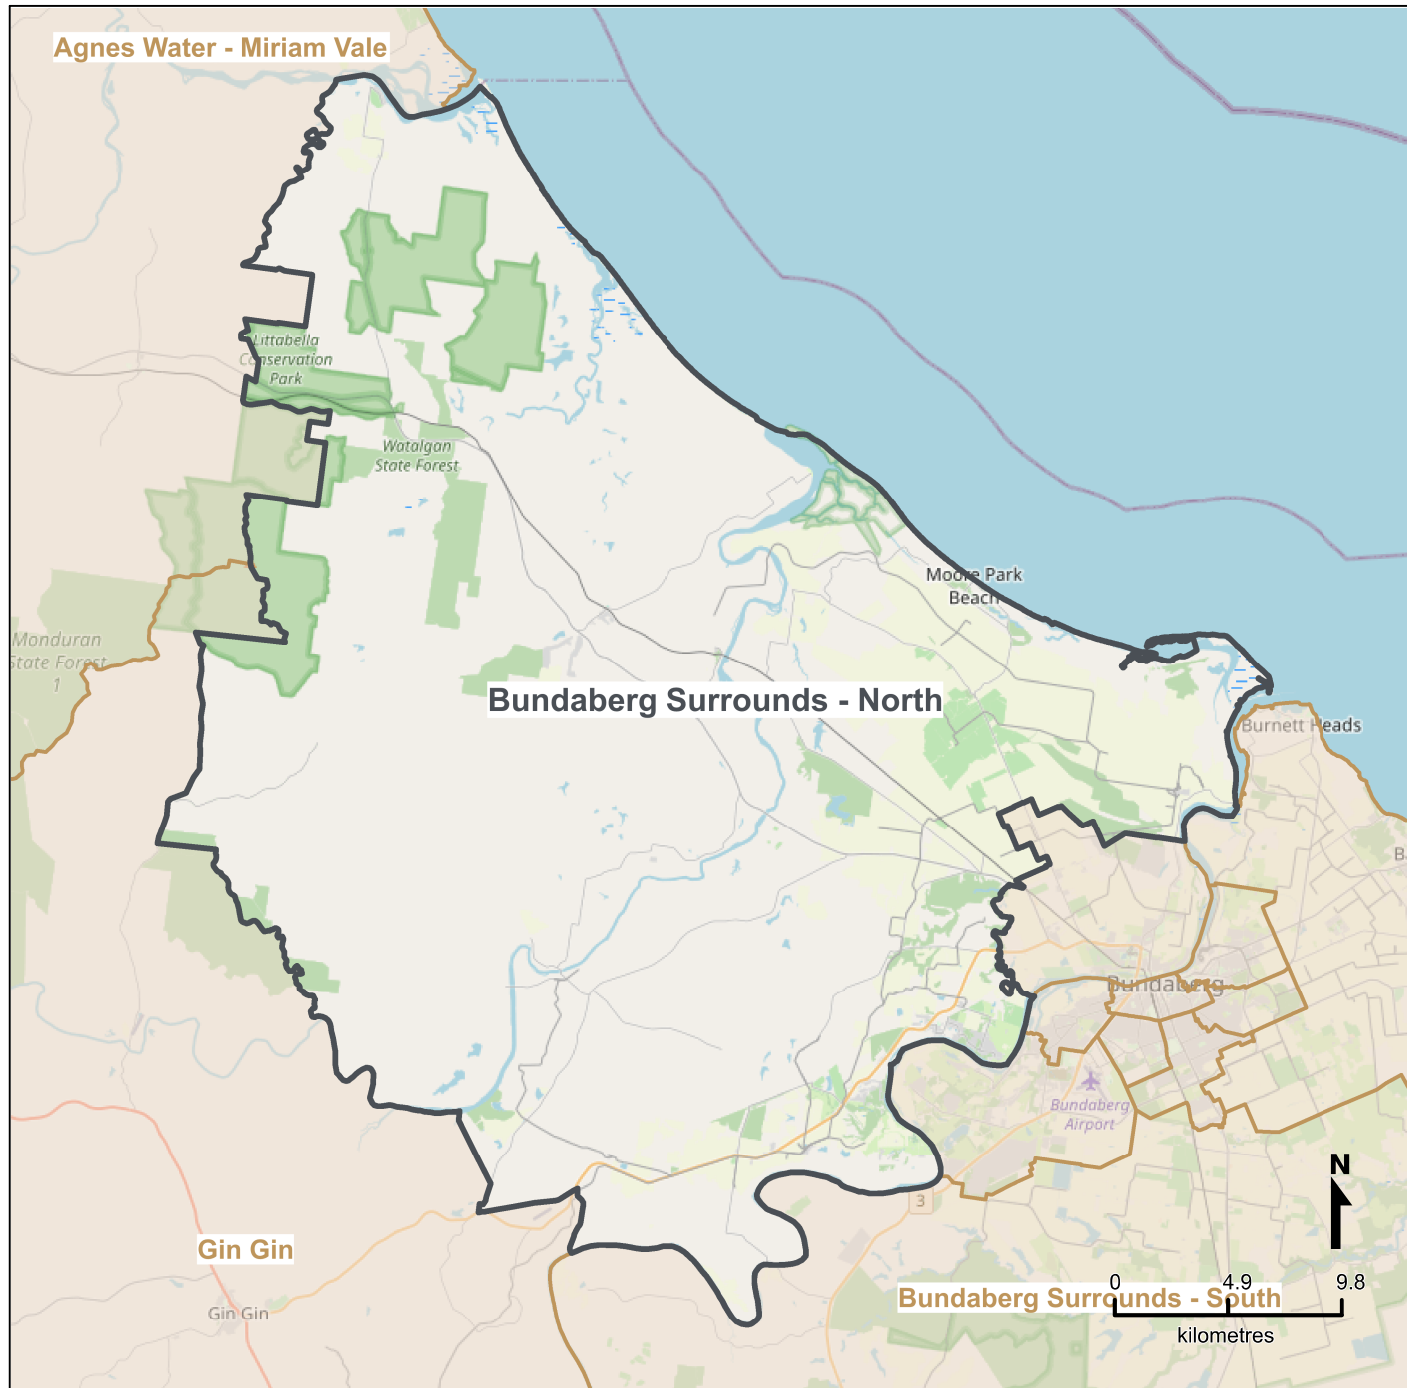 Agnes Water - Miriam Vale
Littabella
Conservation
Park
Watalgan
State Forest
Moore Park
Beach
Monduran
State Forest
1
Bundaberg Surrounds - North
Burnett Heads
Bundaberg
Bundaberg
Airport
N
3
Gin Gin
Bundaberg Surrounds - South
0 4.9 9.8
kilometres
Gin Gin